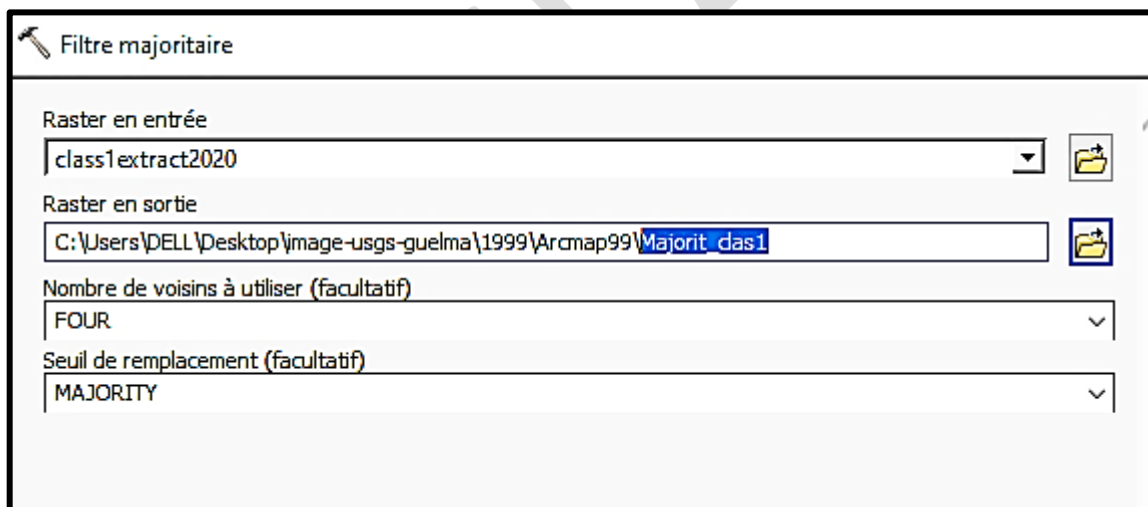 Filtre majoritaire
Raster en entrée
class1extract2020
Raster en sortie
C:\Users\DELL\Desktop\image-usgs-guelma\1999\Arcmap99\Majorit_das1
Nombre de voisins à utiliser (facultatif)
FOUR
Seuil de remplacement (facultatif)
MAJORITY